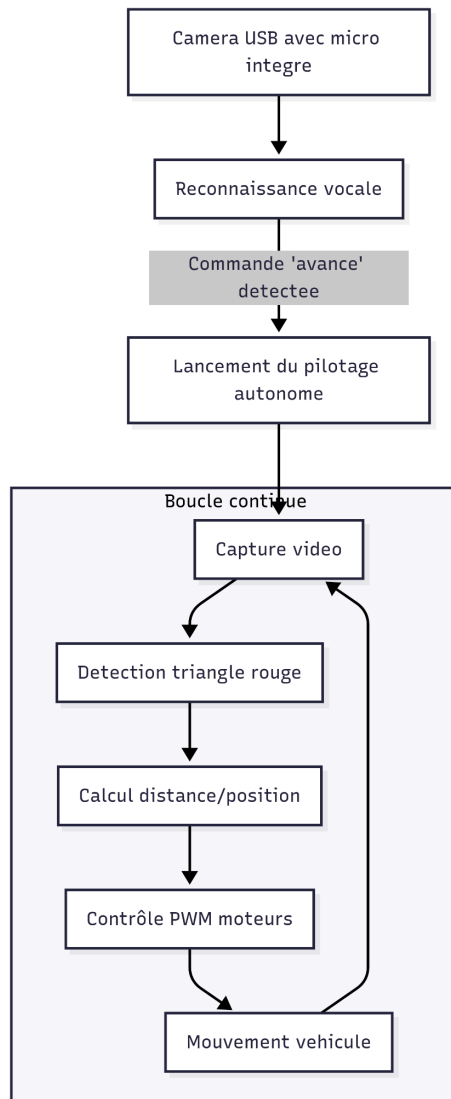 Camera USB avec micro
integre
Reconnaissance vocale
Commande 'avance'
detectee
Lancement du pilotage
autonome
Boucle continue
Capture video
Detection triangle rouge
Calcul distance/position
Contrôle PWM moteurs
Mouvement vehicule